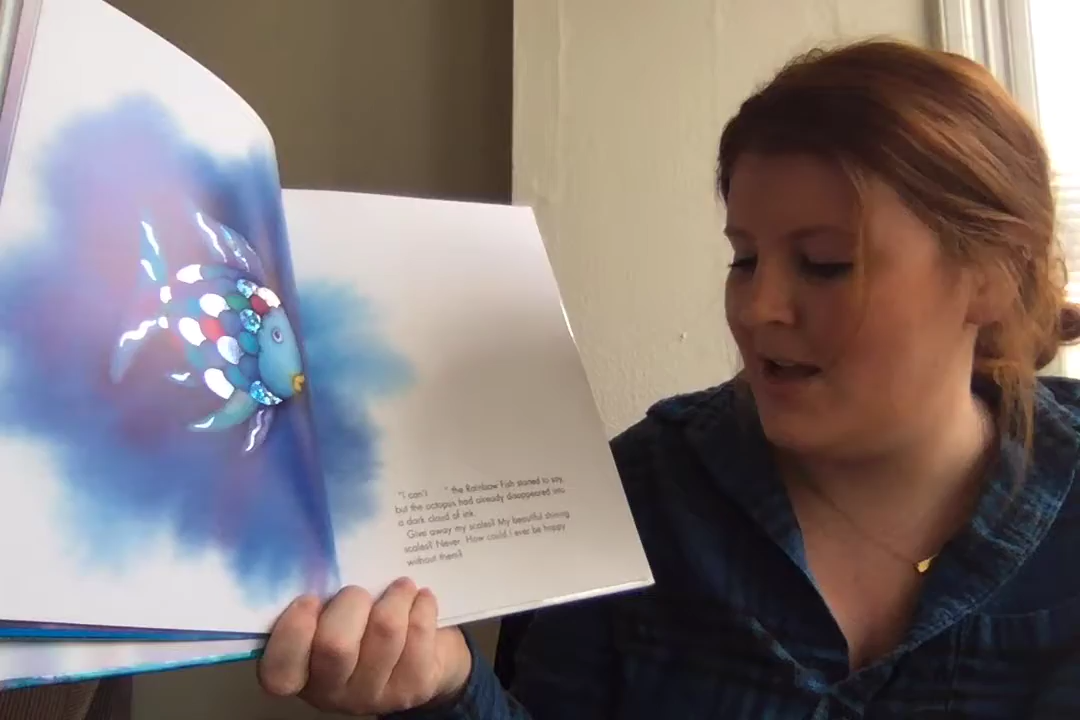 "I can't      " the Rainbow Fish started to say,
but the octopus had already disappeared into
a dark cloud of ink.
Give away my scales? My beautiful shining
scales? Never. How could I ever be happy
without them?